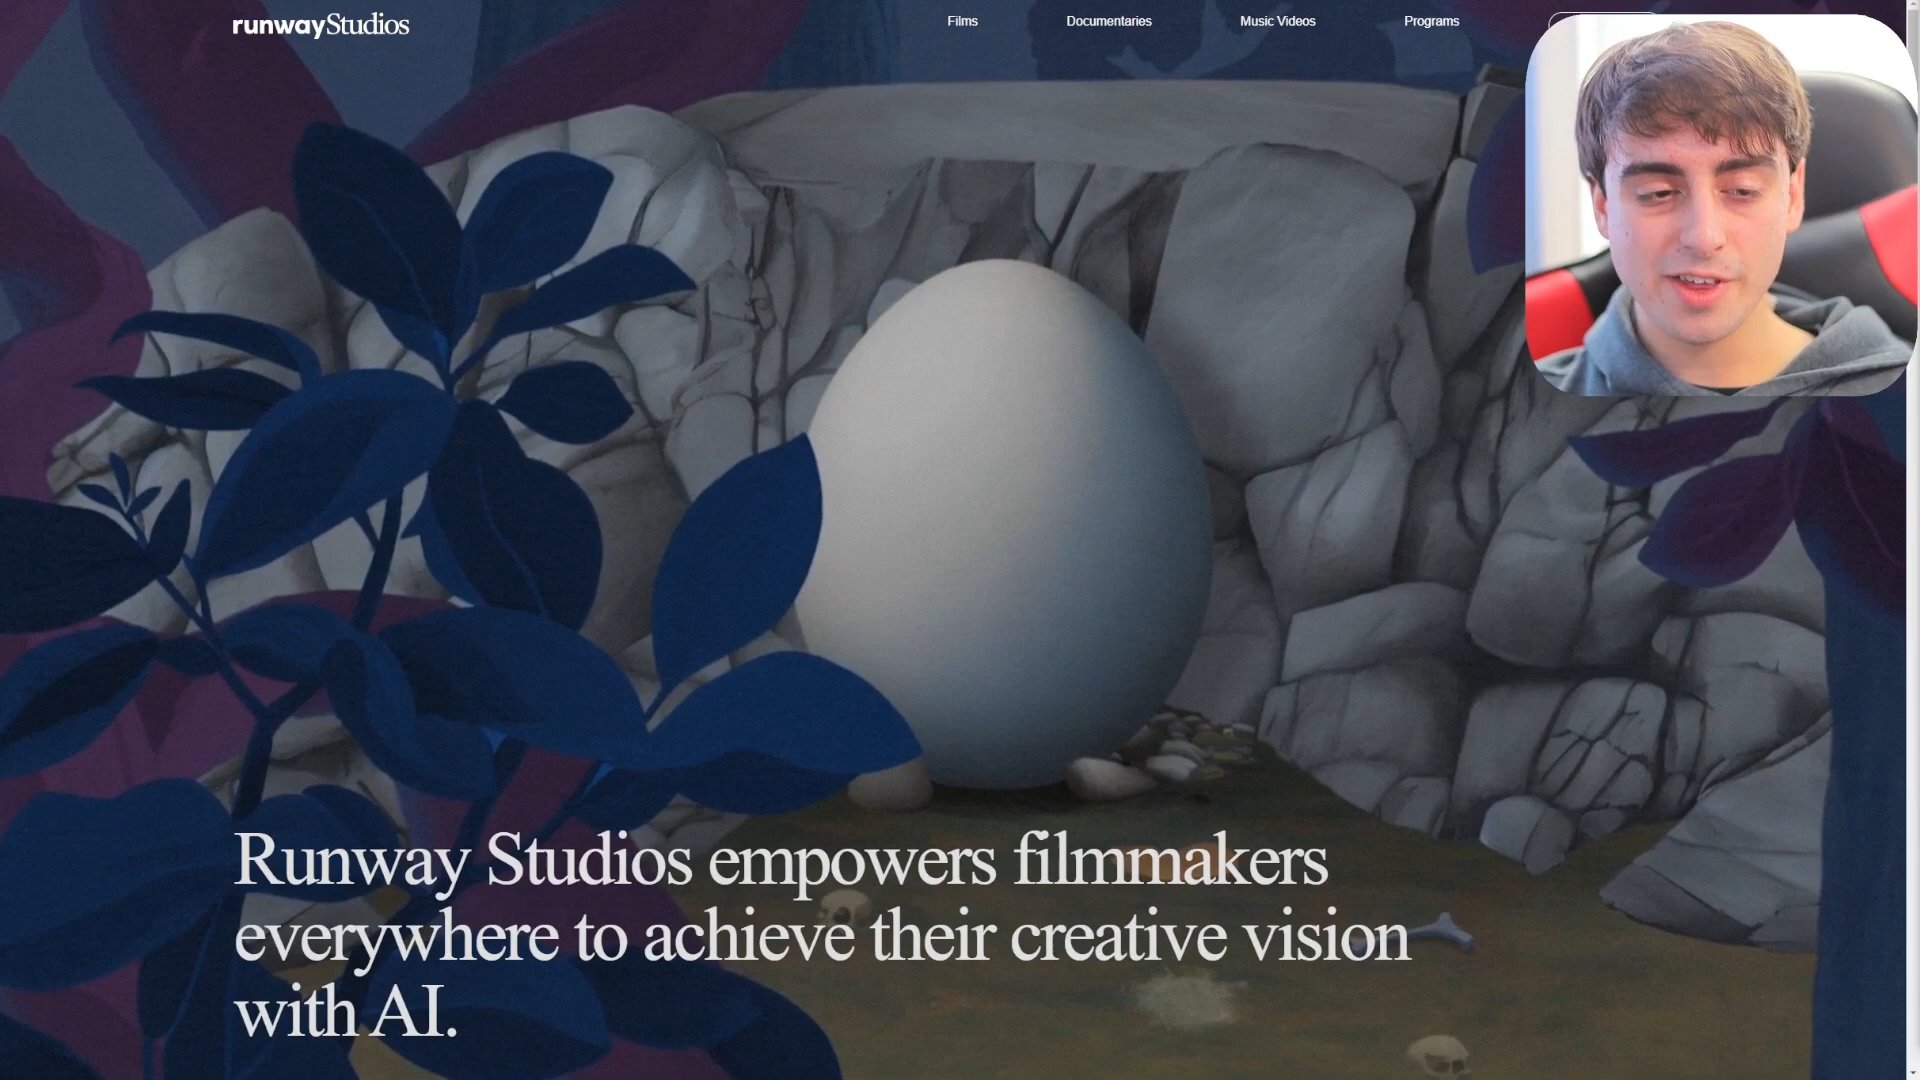 runwayStudios
Films
Documentaries
Music Videos
Programs
Runway Studios empowers filmmakers
everywhere to achieve their creative vision
with AI.